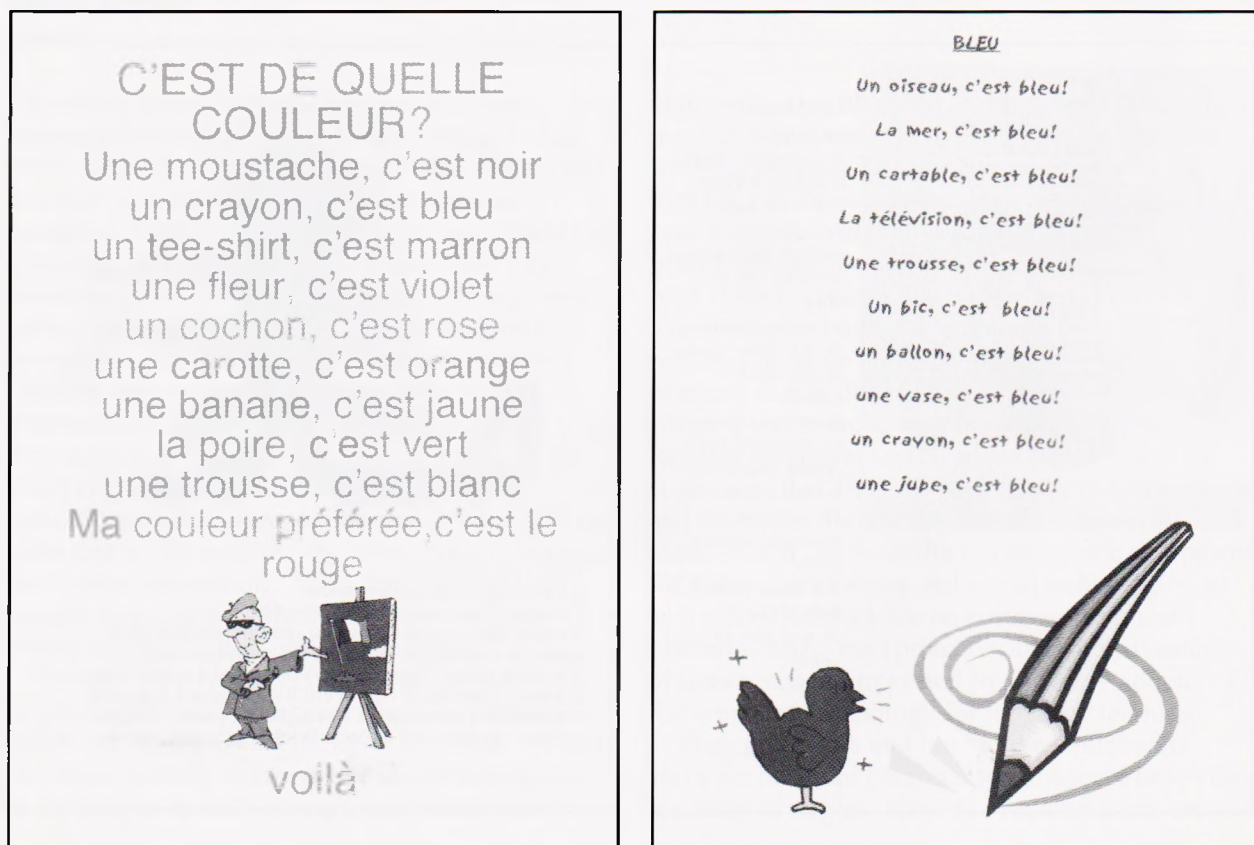 C'EST DE QUELLE
COULEUR?
Une moustache, c'est noir
un crayon, c'est bleu
un tee-shirt, c'est marron
une fleur, c'est violet
un cochon, c'est rose
une carotte, c'est orange
une banane, c'est jaune
la poire, c'est vert
une trousse, c'est blanc
Ma couleur préférée,c'est le
rouge
voilà
BLEU
Un oiseau, c'est bleu!
La mer, c'est bleu!
Un cartable, c'est bleu!
La télévision, c'est bleu!
Une trousse, c'est bleu!
Un bic, c'est bleu!
un ballon, c'est bleu!
une vase, c'est bleu!
un crayon, c'est bleu!
une jupe, c'est bleu!